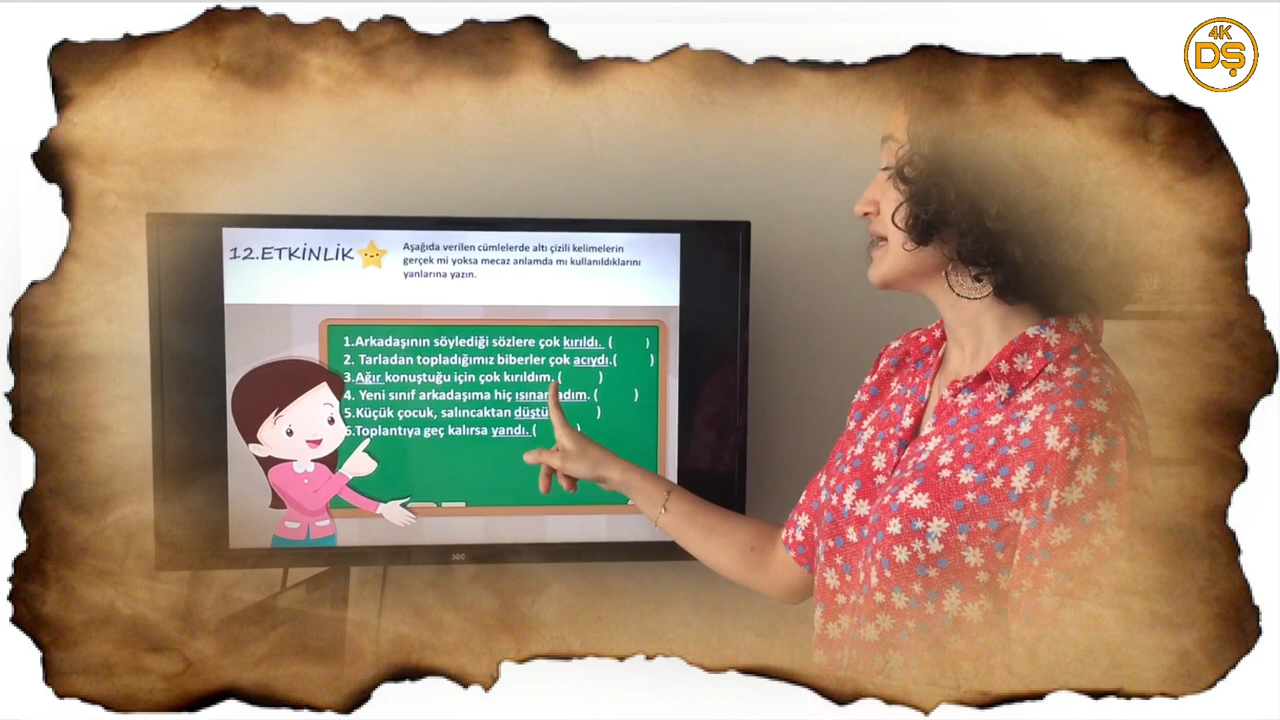 4K
DŞ
12.ETKİNLİK
Aşağıda verilen cümlelerde altı çizili kelimelerin
gerçek mi yoksa mecaz anlamda mı kullanıldıklarını
yanlarına yazın.
1.Arkadaşının söylediği sözlere çok kırıldı. ( )
2. Tarladan topladığımız biberler çok acıydı.( )
3.Ağır konuştuğu için çok kırıldım. ( )
4. Yeni sınıf arkadaşıma hiç . ( )
5.Küçük çocuk, salıncaktan düştü )
6.Toplantıya geç kalırsa yandı. ( )
SEG